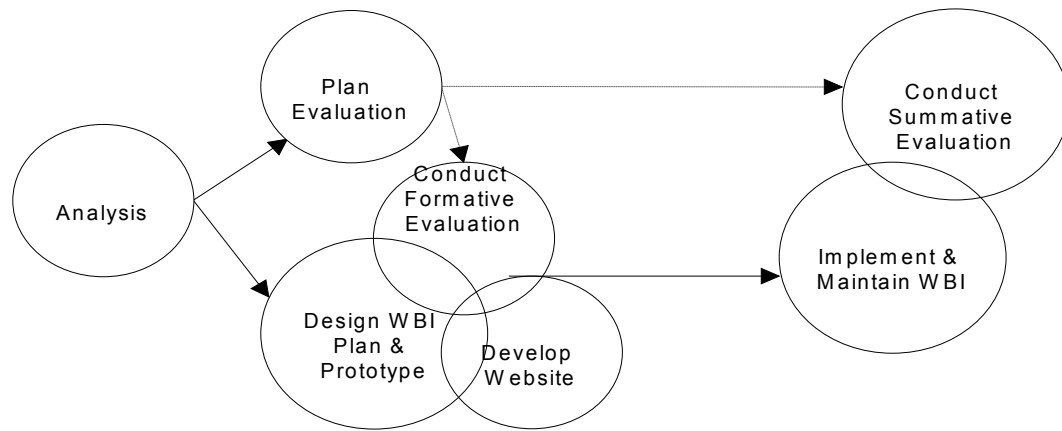 Plan
Evaluation
Conduct
Summative
Evaluation
Analysis
Conduct
Formative
Evaluation
Implement &
Maintain WBI
Design WBI
Plan &
Prototype
Develop
Website